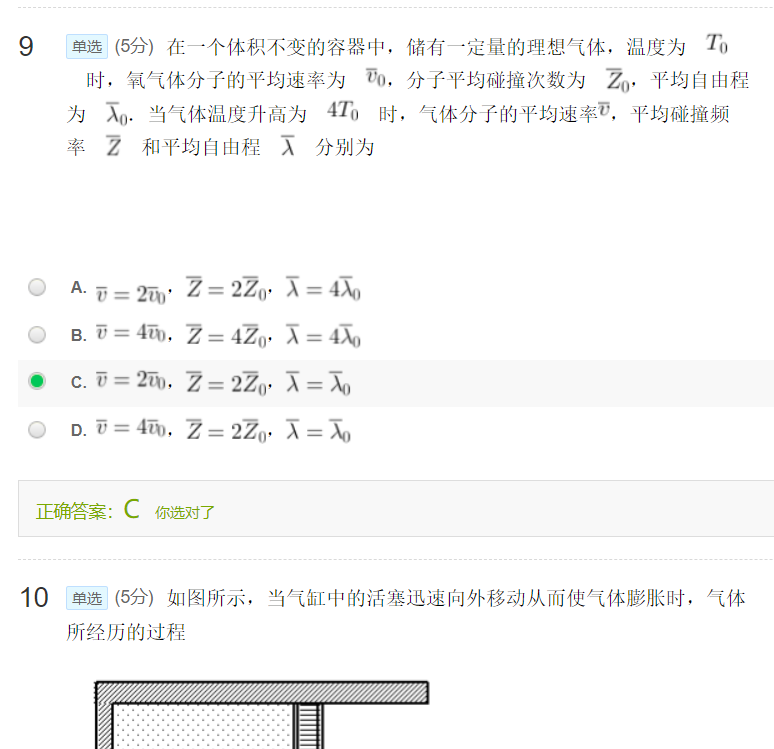 9 单选 (5分) 在一个体积不变的容器中，储有一定量的理想气体，温度为 T₀
时，氧气体分子的平均速率为 v̅₀，分子平均碰撞次数为 Z̅₀，平均自由程
为 λ̅₀．当气体温度升高为 4T₀ 时，气体分子的平均速率v̅，平均碰撞频
率 Z̅ 和平均自由程 λ̅ 分别为
A. v̅ = 2v̅₀，Z̅ = 2Z̅₀，λ̅ = 4λ̅₀
B. v̅ = 4v̅₀，Z̅ = 4Z̅₀，λ̅ = 4λ̅₀
C. v̅ = 2v̅₀，Z̅ = 2Z̅₀，λ̅ = λ̅₀
D. v̅ = 4v̅₀，Z̅ = 2Z̅₀，λ̅ = λ̅₀
正确答案：C 你选对了
10 单选 (5分) 如图所示，当气缸中的活塞迅速向外移动从而使气体膨胀时，气体
所经历的过程